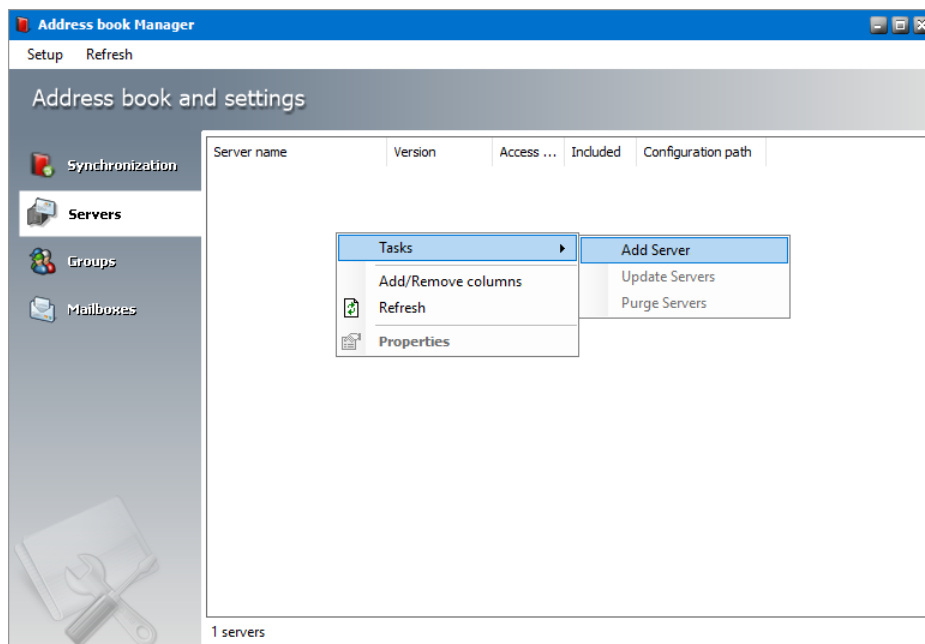 Address book Manager
Setup Refresh
Address book and settings
Synchronization
Servers
Groups
Mailboxes
Server name Version Access ... Included Configuration path
Tasks
Add/Remove columns
Refresh
Properties
Add Server
Update Servers
Purge Servers
1 servers